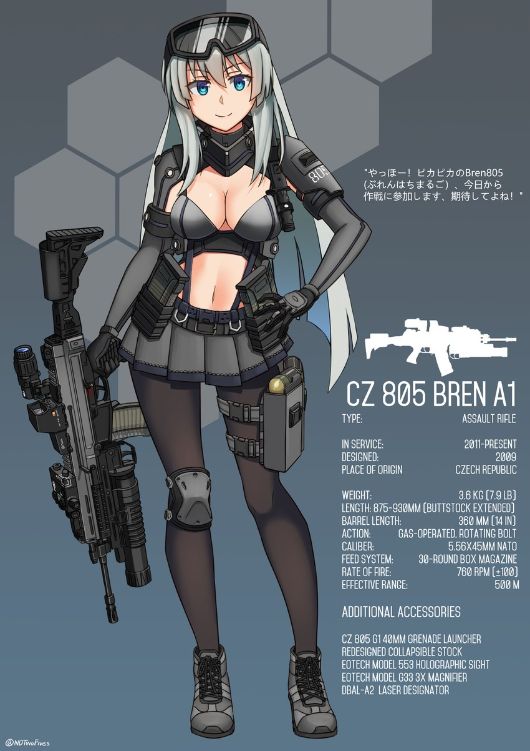 805
"やっほー！ピカピカのBren805
(ぶれんはちまるご）、今日から
作戦に参加します、期待してよね！"
CZ 805 BREN A1
TYPE: ASSAULT RIFLE
IN SERVICE: 2011-PRESENT
DESIGNED: 2009
PLACE OF ORIGIN CZECH REPUBLIC
WEIGHT: 3.6 KG (7.9 LB)
LENGTH: 875-930MM (BUTTSTOCK EXTENDED)
BARREL LENGTH: 360 MM (14 IN)
ACTION: GAS-OPERATED, ROTATING BOLT
CALIBER: 5.56X45MM NATO
FEED SYSTEM: 30-ROUND BOX MAGAZINE
RATE OF FIRE: 760 RPM (±100)
EFFECTIVE RANGE: 500 M
ADDITIONAL ACCESSORIES
CZ 805 G1 40MM GRENADE LAUNCHER
REDESIGNED COLLAPSIBLE STOCK
EOTECH MODEL 553 HOLOGRAPHIC SIGHT
EOTECH MODEL G33 3X MAGNIFIER
DBAL-A2 LASER DESIGNATOR